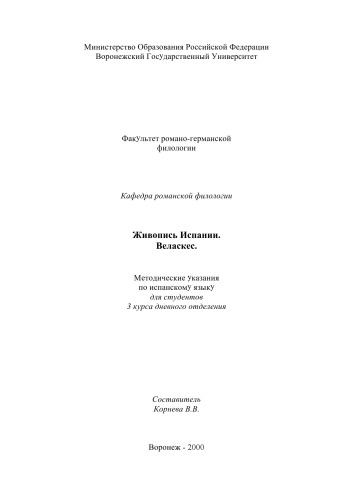 Министерство Образования Российской Федерации
Воронежский Государственный Университет
Факультет романо-германской
филологии
Кафедра романской филологии
Живопись Испании.
Веласкес.
Методические указания
по испанскому языку
для студентов
3 курса дневного отделения
Составитель
Корнева В.В.
Воронеж - 2000